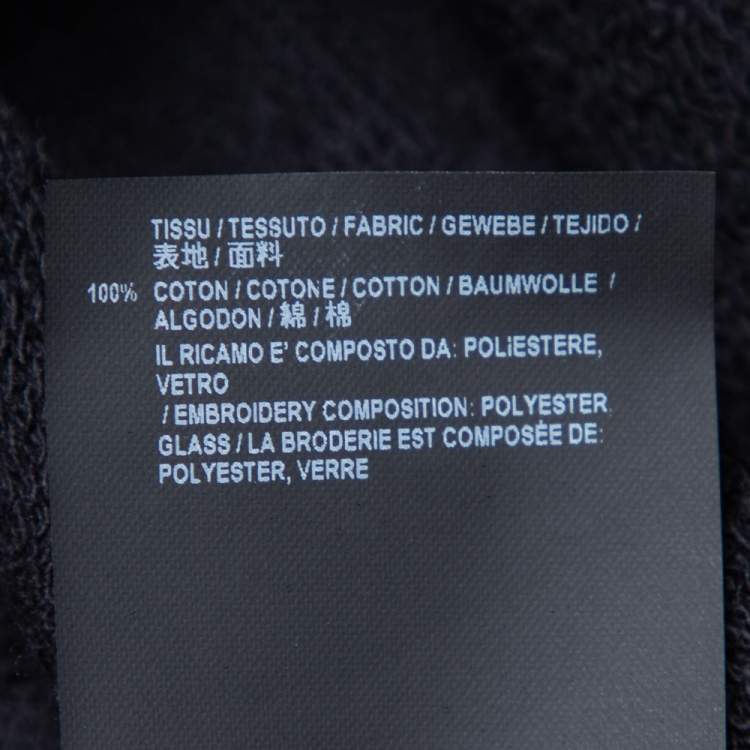 TISSU / TESSUTO / FABRIC / GEWEBE / TEJIDO /
表地 / 面料
100% COTON / COTONE / COTTON / BAUMWOLLE /
ALGODON / 綿 / 棉
IL RICAMO E' COMPOSTO DA: POLIESTERE,
VETRO
/ EMBROIDERY COMPOSITION: POLYESTER
GLASS / LA BRODERIE EST COMPOSÉE DE:
POLYESTER, VERRE